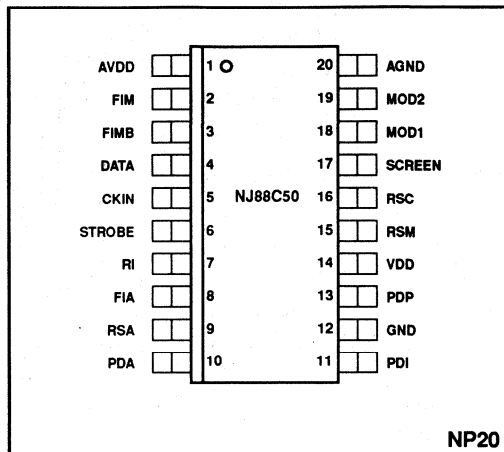 AVDD 1 20 AGND
FIM 2 19 MOD2
FIMB 3 18 MOD1
DATA 4 17 SCREEN
CKIN 5 NJ88C50 16 RSC
STROBE 6 15 RSM
RI 7 14 VDD
FIA 8 13 PDP
RSA 9 12 GND
PDA 10 11 PDI
NP20